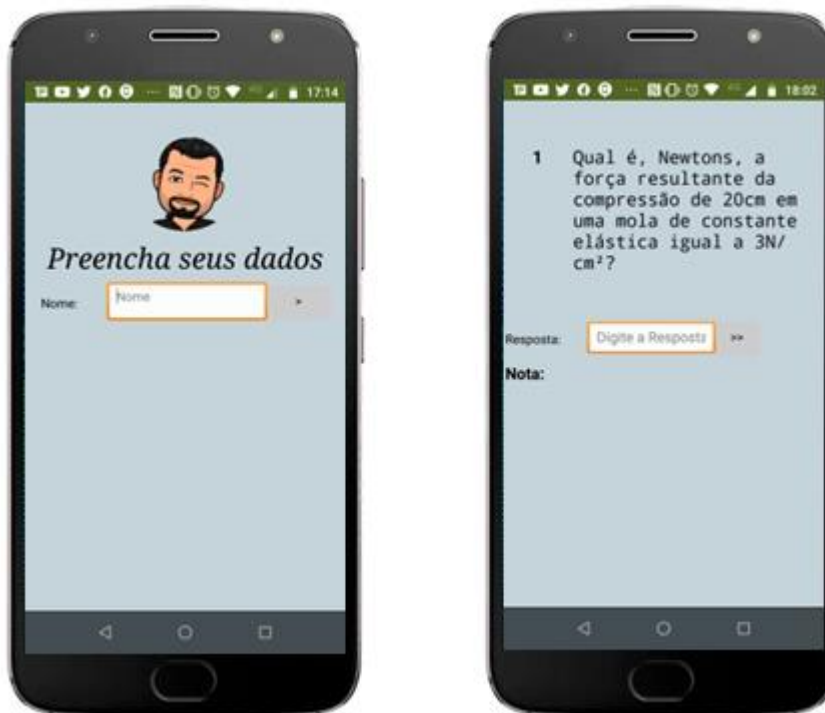 17:14
Preencha seus dados
Nome:
Nome
>
18:02
1
Qual é, Newtons, a
força resultante da
compressão de 20cm em
uma mola de constante
elástica igual a 3N/
cm²?
Resposta:
Digite a Resposta
>>
Nota: